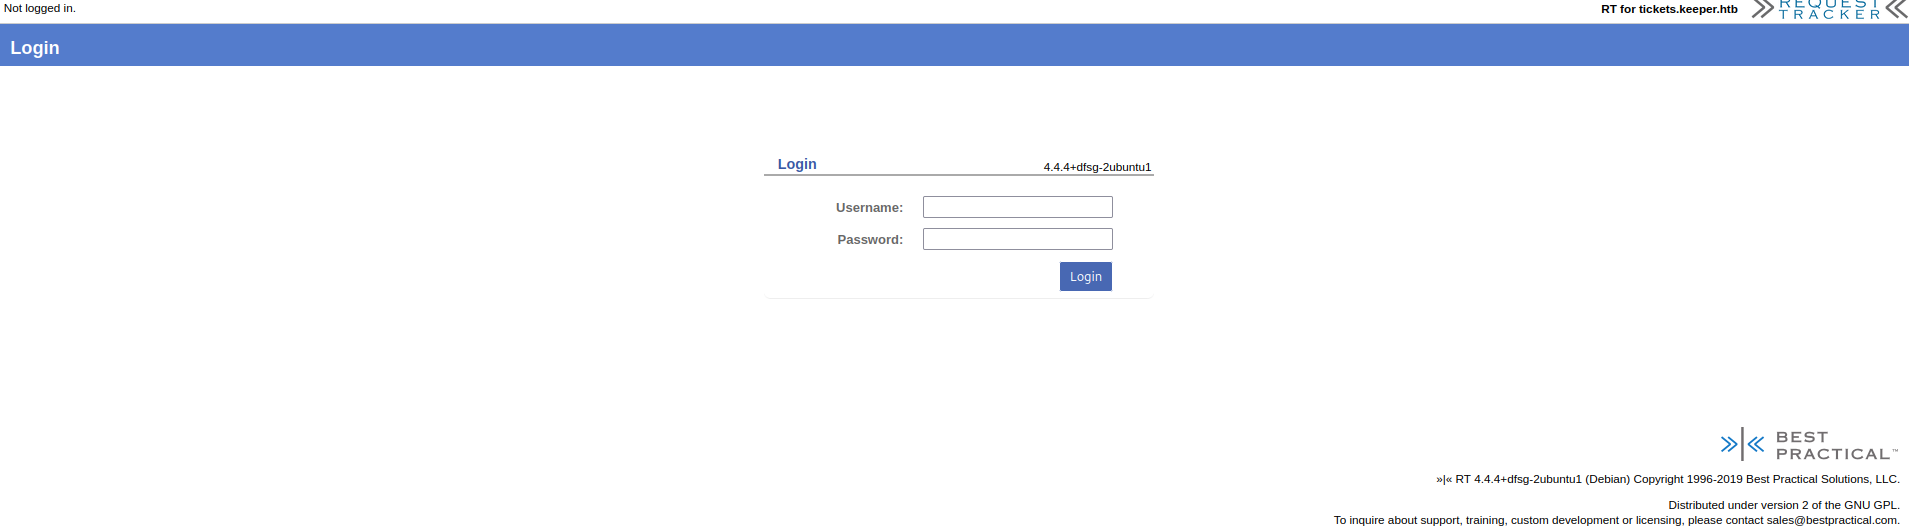 Not logged in.
RT for tickets.keeper.htb
REQUEST
TRACKER
Login
Login
4.4.4+dfsg-2ubuntu1
Username:
Password:
Login
BEST
PRACTICAL™
»|« RT 4.4.4+dfsg-2ubuntu1 (Debian) Copyright 1996-2019 Best Practical Solutions, LLC.
Distributed under version 2 of the GNU GPL.
To inquire about support, training, custom development or licensing, please contact sales@bestpractical.com.